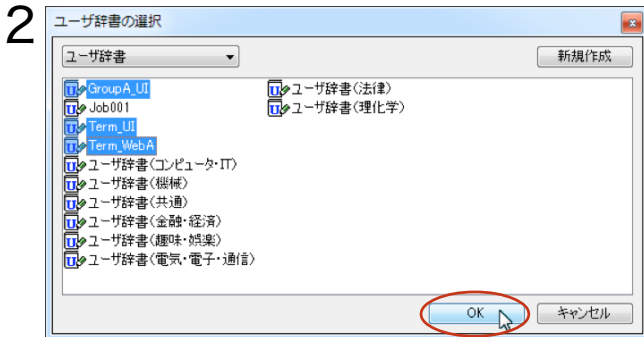 2
ユーザ辞書の選択
ユーザ辞書
新規作成
GroupA_UI
Job001
Term_UI
Term_WebA
ユーザ辞書(コンピュータ・IT)
ユーザ辞書(機械)
ユーザ辞書(共通)
ユーザ辞書(金融・経済)
ユーザ辞書(趣味・娯楽)
ユーザ辞書(電気・電子・通信)
ユーザ辞書(法律)
ユーザ辞書(理化学)
OK
キャンセル